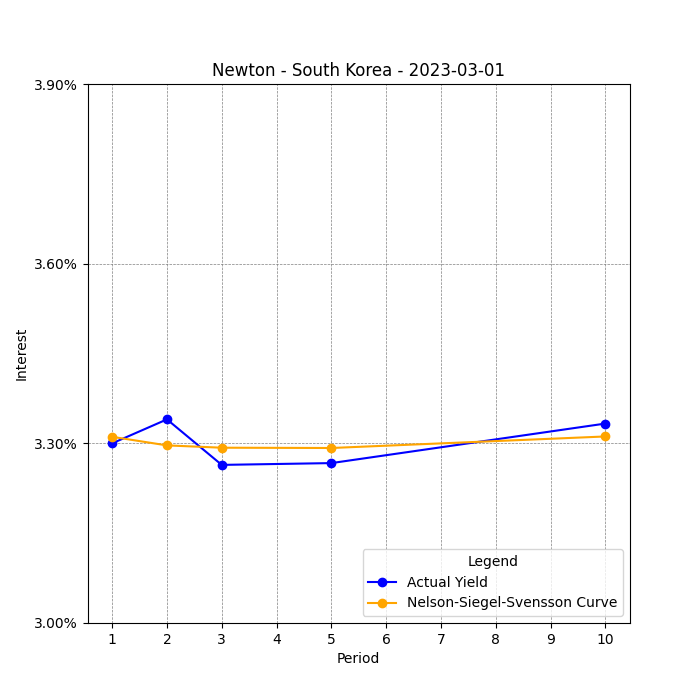 Newton - South Korea - 2023-03-01
3.90%
3.60%
3.30%
3.00%
Interest
Legend
Actual Yield
Nelson-Siegel-Svensson Curve
1 2 3 4 5 6 7 8 9 10
Period